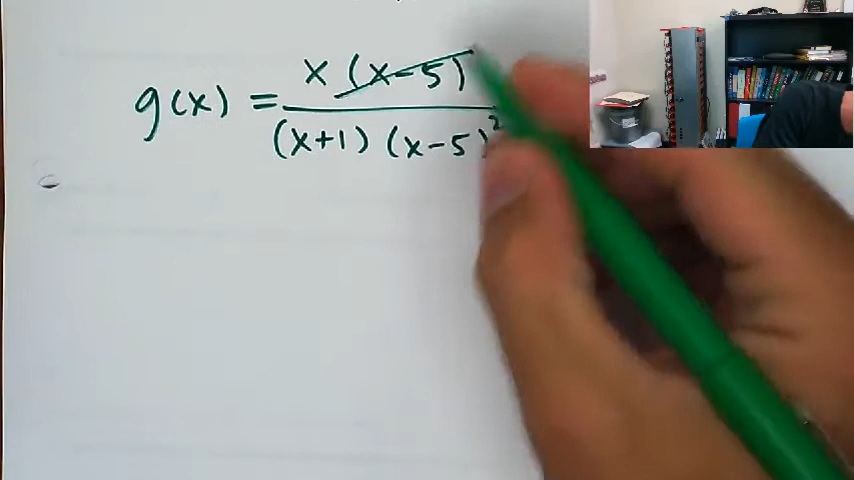 g(x) = x (x-5) / (x+1) (x-5)²